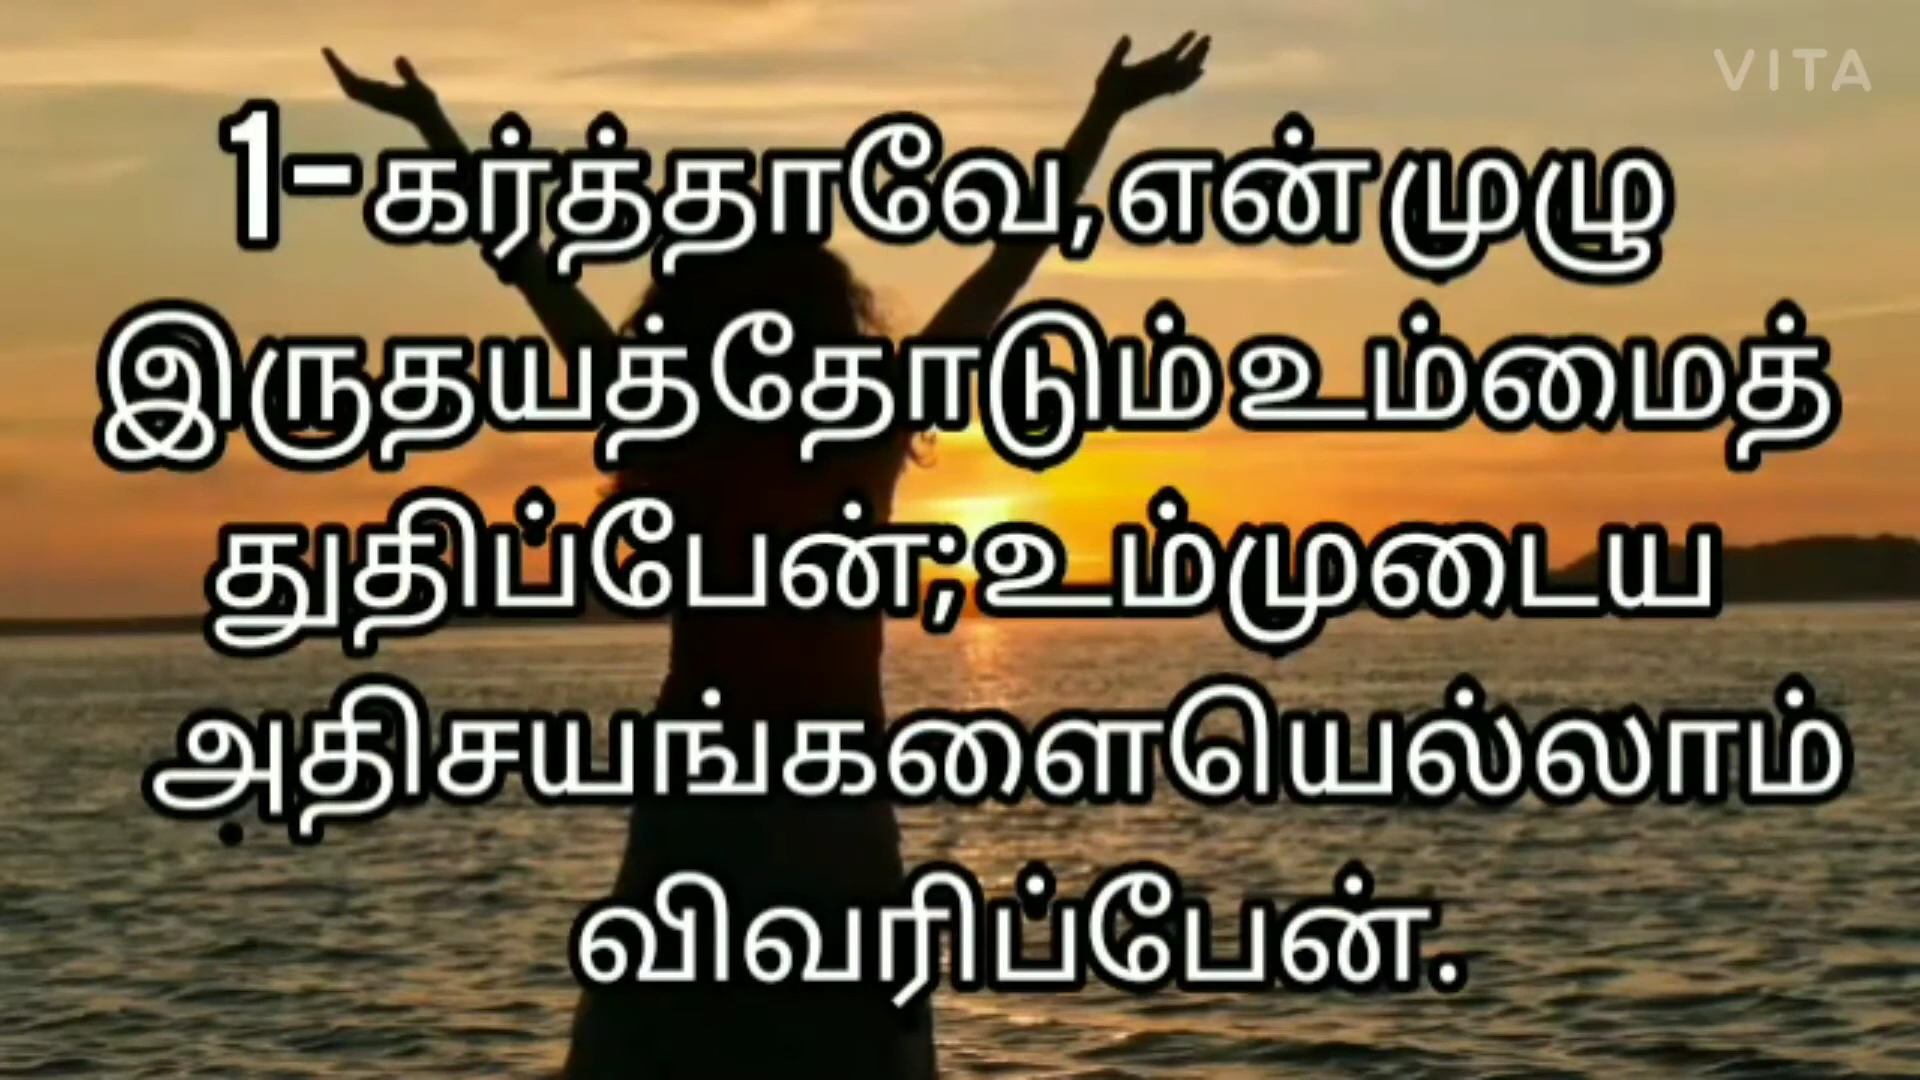 VITA
1-கர்த்தாவே,என் முழு
இருதயத்தோடும் உம்மைத்
துதிப்பேன்;உம்முடைய
அதிசயங்களையெல்லாம்
விவரிப்பேன்.